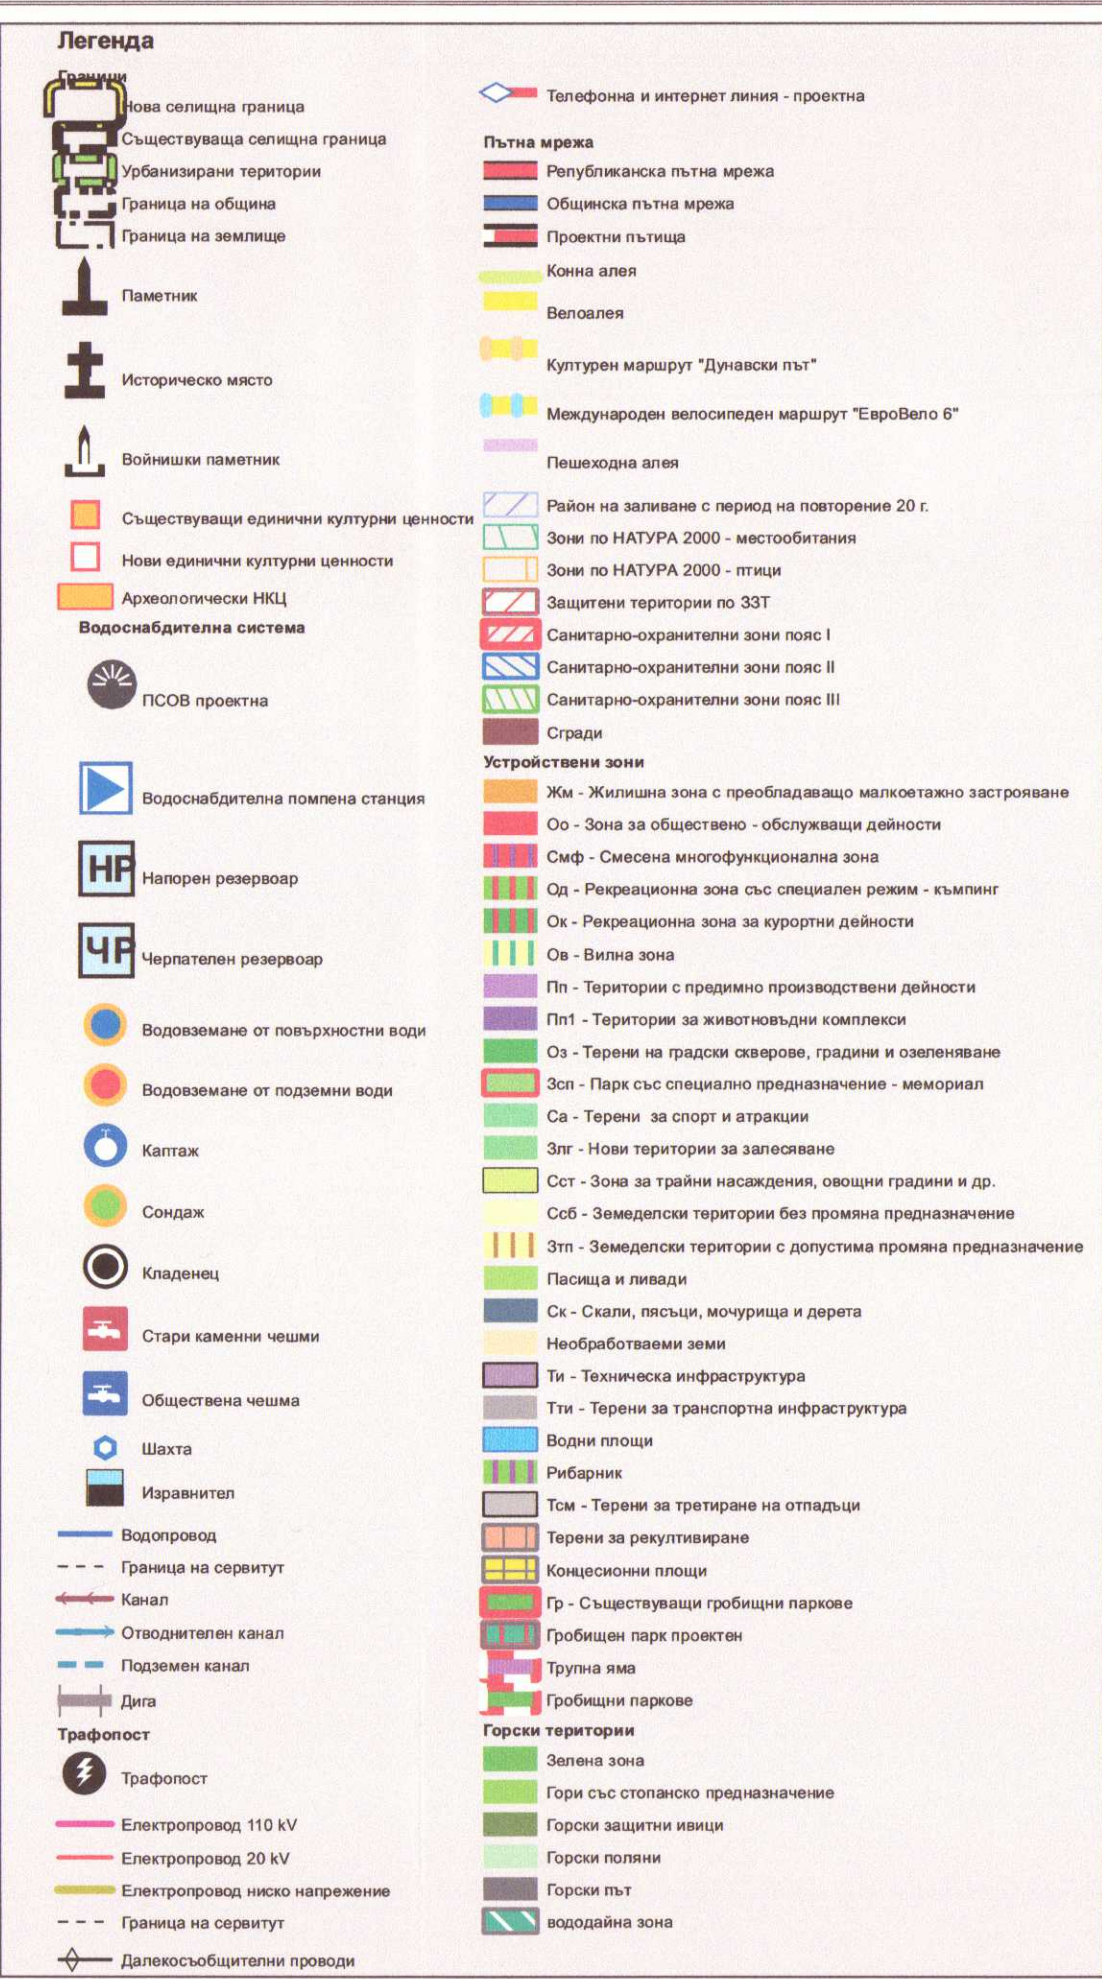 Легенда
Граници
Нова селищна граница
Съществуваща селищна граница
Урбанизирани територии
Граница на община
Граница на землище
Паметник
Историческо място
Войнишки паметник
Съществуващи единични културни ценности
Нови единични културни ценности
Археологически НКЦ
Водоснабдителна система
ПСОВ проектна
Водоснабдителна помпена станция
НР Напорен резервоар
ЧР Черпателен резервоар
Водовземане от повърхностни води
Водовземане от подземни води
Каптаж
Сондаж
Кладенец
Стари каменни чешми
Обществена чешма
Шахта
Изравнител
Водопровод
Граница на сервитут
Канал
Отводнителен канал
Подземен канал
Дига
Трафопост
Трафопост
Електропровод 110 kV
Електропровод 20 kV
Електропровод ниско напрежение
Граница на сервитут
Далекосъобщителни проводи
Телефонна и интернет линия - проектна
Пътна мрежа
Републиканска пътна мрежа
Общинска пътна мрежа
Проектни пътища
Конна алея
Велоалея
Културен маршрут "Дунавски път"
Международен велосипеден маршрут "ЕвроВело 6"
Пешеходна алея
Район на заливане с период на повторение 20 г.
Зони по НАТУРА 2000 - местообитания
Зони по НАТУРА 2000 - птици
Защитени територии по ЗЗТ
Санитарно-охранителни зони пояс I
Санитарно-охранителни зони пояс II
Санитарно-охранителни зони пояс III
Сгради
Устройствени зони
Жм - Жилишна зона с преобладаващо малкоетажно застрояване
Оо - Зона за обществено - обслужващи дейности
Смф - Смесена многофункционална зона
Од - Рекреационна зона със специален режим - къмпинг
Ок - Рекреационна зона за курортни дейности
Ов - Вилна зона
Пп - Територии с предимно производствени дейности
Пп1 - Територии за животновъдни комплекси
Оз - Терени на градски скверове, градини и озеленяване
Зсп - Парк със специално предназначение - мемориал
Са - Терени за спорт и атракции
Злг - Нови територии за залесяване
Сст - Зона за трайни насаждения, овощни градини и др.
Ссб - Земеделски територии без промяна предназначение
Зтп - Земеделски територии с допустима промяна предназначение
Пасища и ливади
Ск - Скали, пясъци, мочурища и дерета
Необработваеми земи
Ти - Техническа инфраструктура
Тти - Терени за транспортна инфраструктура
Водни площи
Рибарник
Тсм - Терени за третиране на отпадъци
Терени за рекултивиране
Концесионни площи
Гр - Съществуващи гробищни паркове
Гробищен парк проектен
Трупна яма
Гробищни паркове
Горски територии
Зелена зона
Гори със стопанско предназначение
Горски защитни ивици
Горски поляни
Горски път
вододайна зона